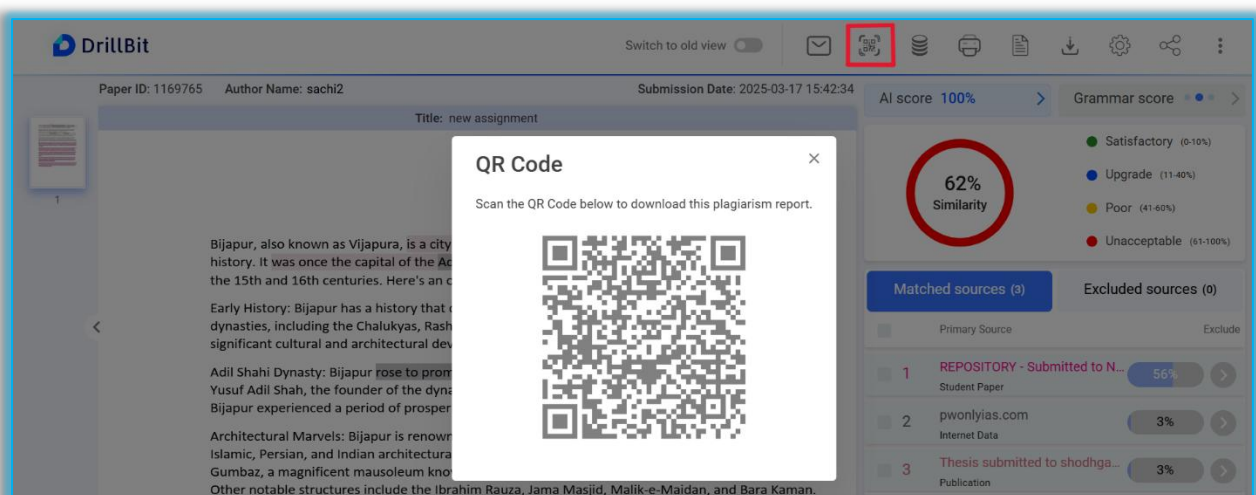 DrillBit
Switch to old view
Paper ID: 1169765 Author Name: sachi2 Submission Date: 2025-03-17 15:42:34
Title: new assignment
1
Bijapur, also known as Vijapura, is a city
history. It was once the capital of the
the 15th and 16th centuries. Here's an
Early History: Bijapur has a history that
dynasties, including the Chalukyas, Rash
significant cultural and architectural dev
Adil Shahi Dynasty: Bijapur rose to prom
Yusuf Adil Shah, the founder of the dyna
Bijapur experienced a period of prosper
Architectural Marvels: Bijapur is renown
Islamic, Persian, and Indian architectura
Gumbaz, a magnificent mausoleum kno
Other notable structures include the Ibrahim Rauza, Jama Masjid, Malik-e-Maidan, and Bara Kaman.
QR Code
Scan the QR Code below to download this plagiarism report.
AI score 100%
Grammar score
62%
Similarity
Satisfactory (0-10%)
Upgrade (11-40%)
Poor (41-60%)
Unacceptable (61-100%)
Matched sources (3)
Excluded sources (0)
Primary Source Exclude
1 REPOSITORY - Submitted to N... 56%
Student Paper
2 pwonlyias.com 3%
Internet Data
3 Thesis submitted to shodhga... 3%
Publication